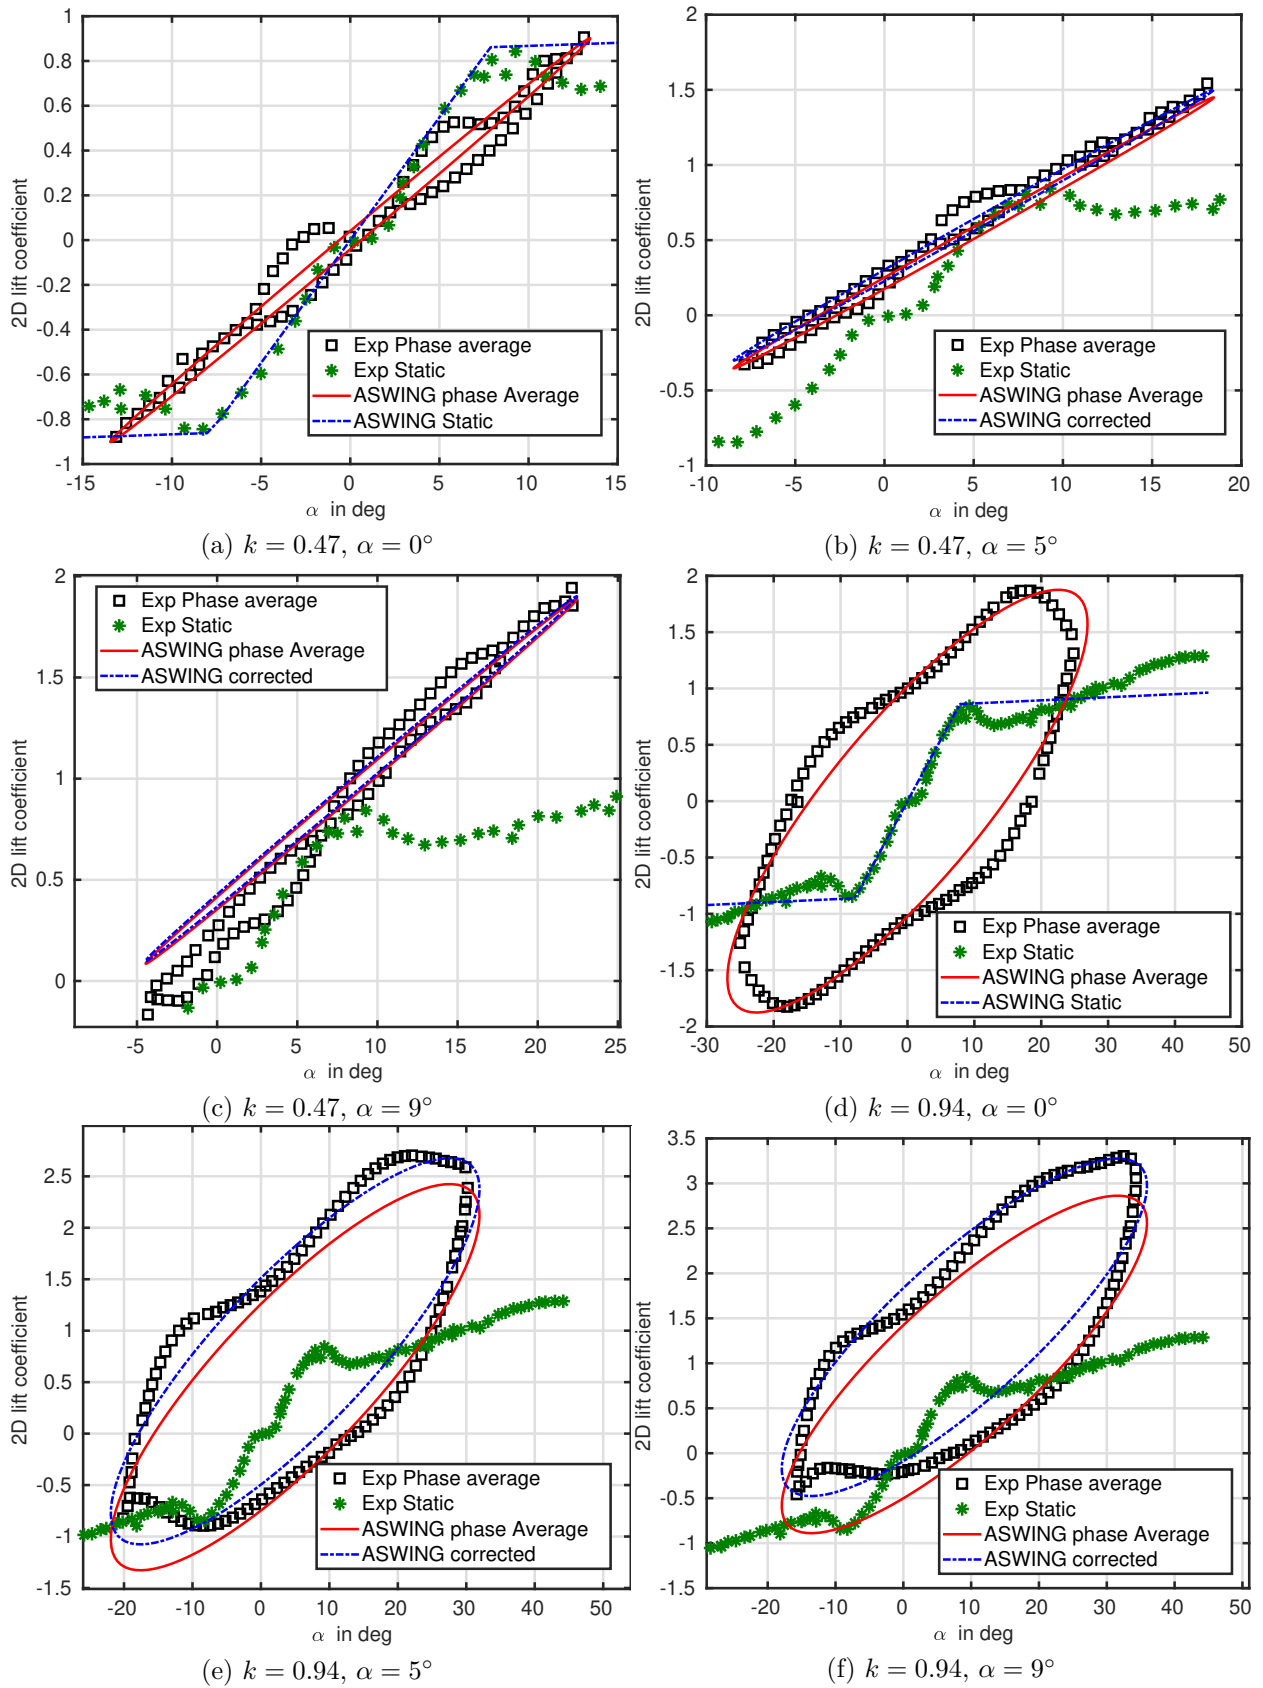 1
0.8
0.6
0.4
0.2
0
-0.2
-0.4
-0.6
-0.8
-1
2D lift coefficient
Exp Phase average
Exp Static
ASWING phase Average
ASWING Static
-15 -10 -5 0 5 10 15
α in deg
(a) k = 0.47, α = 0°
2
1.5
1
0.5
0
-0.5
-1
2D lift coefficient
Exp Phase average
Exp Static
ASWING phase Average
ASWING corrected
-10 -5 0 5 10 15 20
α in deg
(b) k = 0.47, α = 5°
2
1.5
1
0.5
0
2D lift coefficient
Exp Phase average
Exp Static
ASWING phase Average
ASWING corrected
-5 0 5 10 15 20 25
α in deg
(c) k = 0.47, α = 9°
2
1.5
1
0.5
0
-0.5
-1
-1.5
-2
2D lift coefficient
Exp Phase average
Exp Static
ASWING phase Average
ASWING Static
-30 -20 -10 0 10 20 30 40 50
α in deg
(d) k = 0.94, α = 0°
2.5
2
1.5
1
0.5
0
-0.5
-1
-1.5
2D lift coefficient
Exp Phase average
Exp Static
ASWING phase Average
ASWING corrected
-20 -10 0 10 20 30 40 50
α in deg
(e) k = 0.94, α = 5°
3.5
3
2.5
2
1.5
1
0.5
0
-0.5
-1
-1.5
2D lift coefficient
Exp Phase average
Exp Static
ASWING phase Average
ASWING corrected
-20 -10 0 10 20 30 40 50
α in deg
(f) k = 0.94, α = 9°